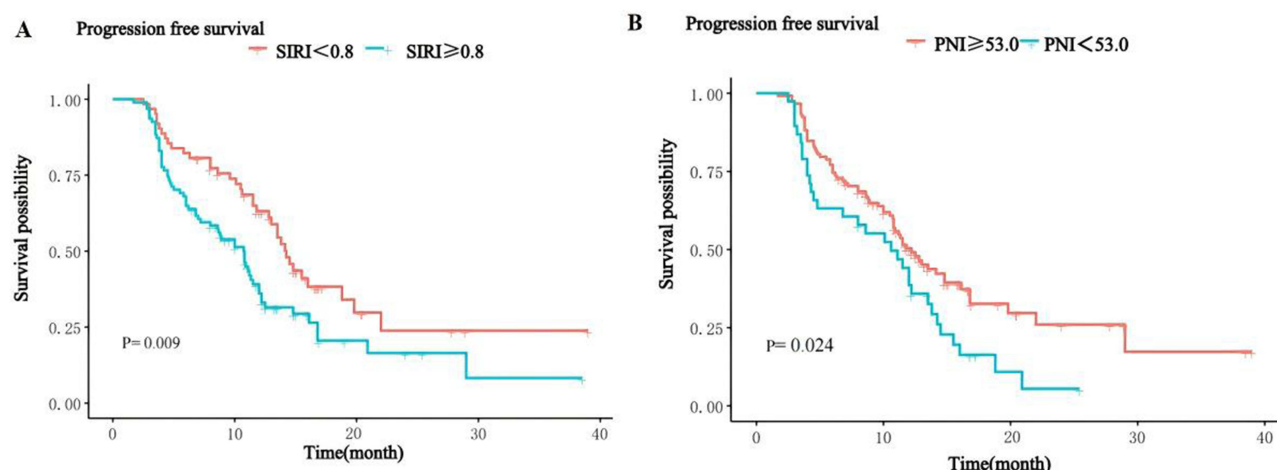 A
Progression free survival
SIRI＜0.8 SIRI≥0.8
Survival possibility
1.00
0.75
0.50
0.25
0.00
P= 0.009
0 10 20 30 40
Time(month)
B
Progression free survival
PNI≥53.0 PNI＜53.0
Survival possibility
1.00
0.75
0.50
0.25
0.00
P= 0.024
0 10 20 30 40
Time(month)